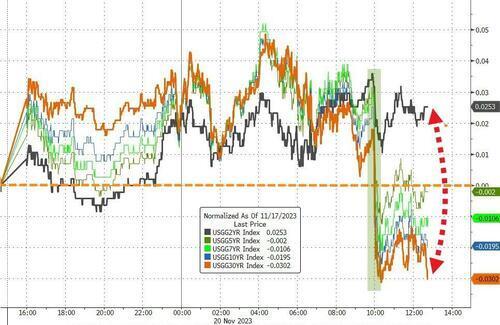 0.05
0.04
0.03
0.0253
0.02
0.01
0.00
-0.002
-0.0106
-0.0195
-0.0302
Normalized As Of 11/17/2023
Last Price
USGG2YR Index 0.0253
USGG5YR Index -0.002
USGG7YR Index -0.0106
USGG10YR Index -0.0195
USGG30YR Index -0.0302
16:00 18:00 20:00 22:00 00:00 02:00 04:00 06:00 08:00 10:00 12:00 14:00
20 Nov 2023